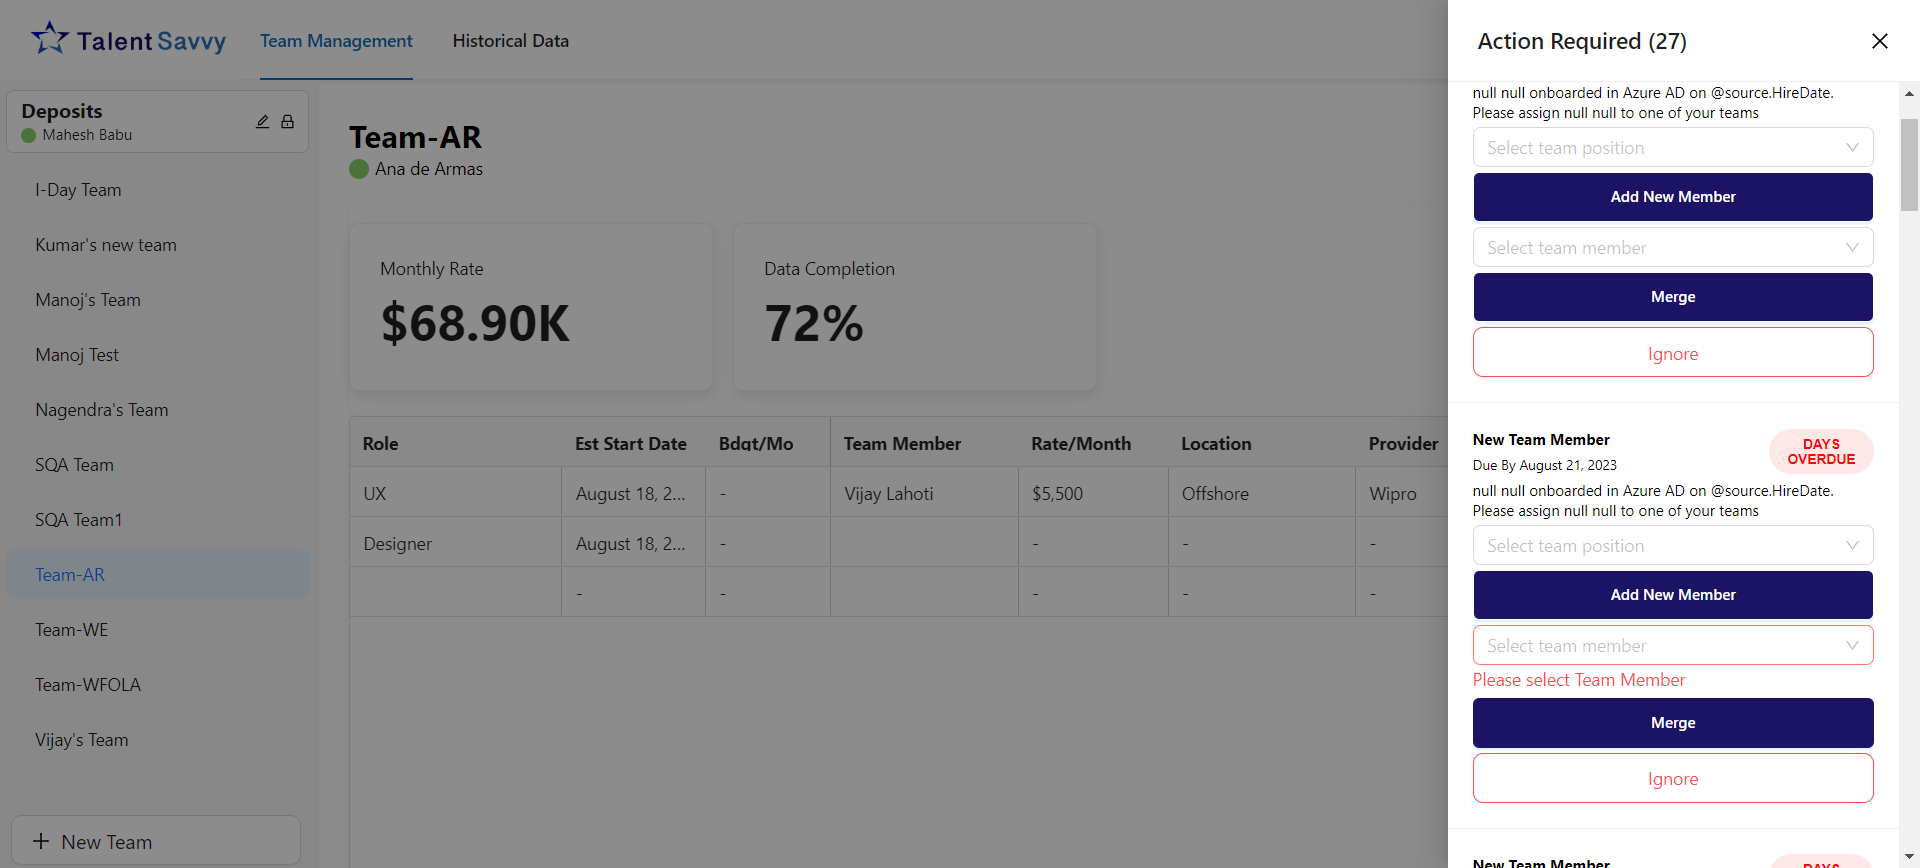 Talent Savvy
Team Management
Historical Data
Deposits
Mahesh Babu
I-Day Team
Kumar's new team
Manoj's Team
Manoj Test
Nagendra's Team
SQA Team
SQA Team1
Team-AR
Team-WE
Team-WFOLA
Vijay's Team
+ New Team
Team-AR
Ana de Armas
Monthly Rate
$68.90K
Data Completion
72%
Role Est Start Date Bdgt/Mo Team Member Rate/Month Location Provider
UX August 18, 2... - Vijay Lahoti $5,500 Offshore Wipro
Designer August 18, 2... - - - -
- - - - -
Action Required (27)
null null onboarded in Azure AD on @source.HireDate.
Please assign null null to one of your teams
Select team position
Add New Member
Select team member
Merge
Ignore
New Team Member
DAYS
OVERDUE
Due By August 21, 2023
null null onboarded in Azure AD on @source.HireDate.
Please assign null null to one of your teams
Select team position
Add New Member
Select team member
Please select Team Member
Merge
Ignore
New Team Member
DAYS